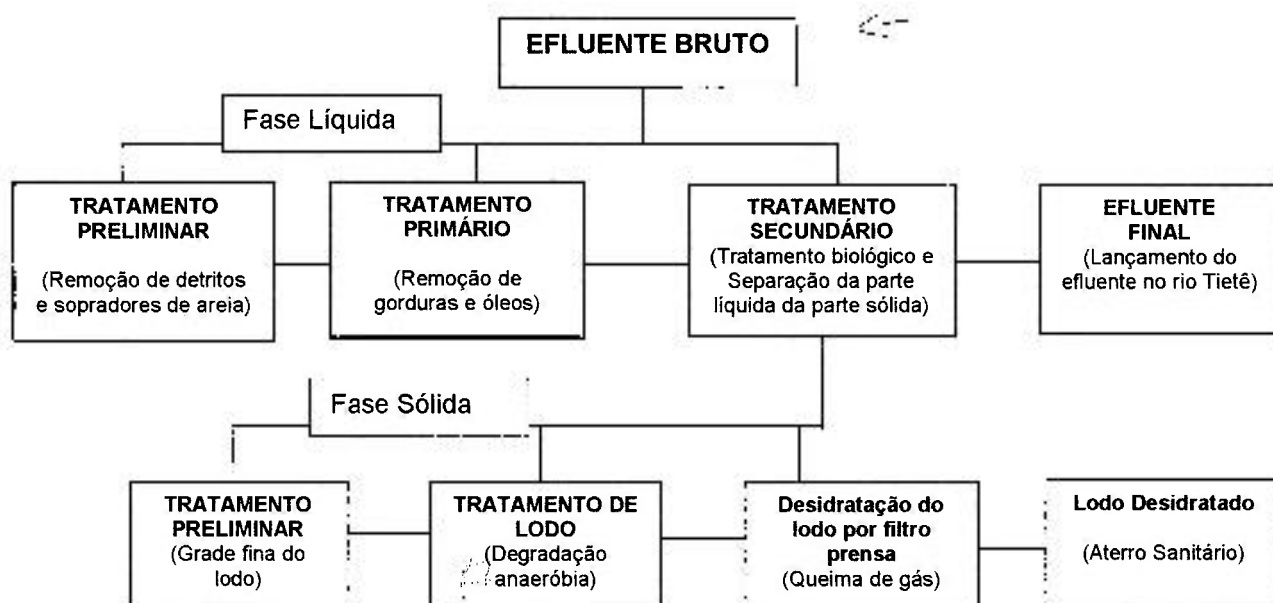 EFLUENTE BRUTO
Fase Líquida
TRATAMENTO
PRELIMINAR
(Remoção de detritos
e sopradores de areia)
TRATAMENTO
PRIMÁRIO
(Remoção de
gorduras e óleos)
TRATAMENTO
SECUNDÁRIO
(Tratamento biológico e
Separação da parte
líquida da parte sólida)
EFLUENTE
FINAL
(Lançamento do
efluente no rio Tietê)
Fase Sólida
TRATAMENTO
PRELIMINAR
(Grade fina do
lodo)
TRATAMENTO DE
LODO
(Degradação
anaeróbia)
Desidratação do
lodo por filtro
prensa
(Queima de gás)
Lodo Desidratado
(Aterro Sanitário)